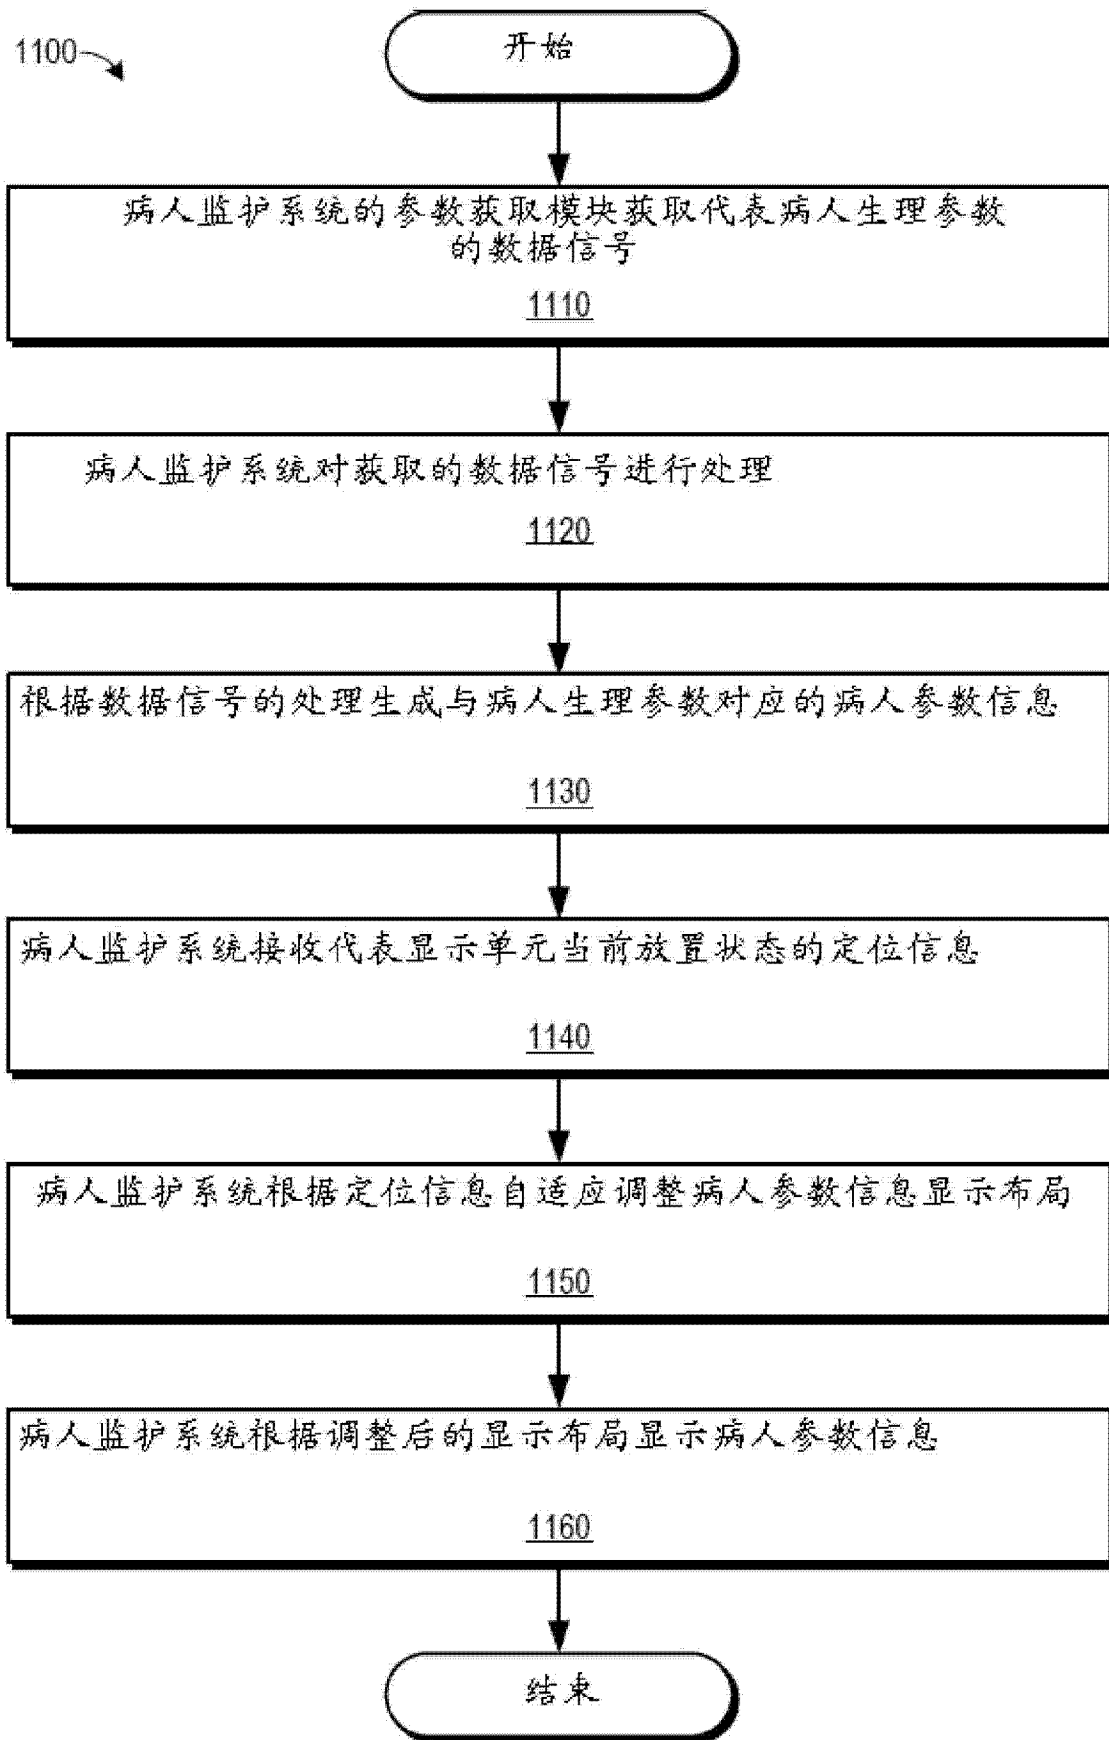 1100
开始
病人监护系统的参数获取模块获取代表病人生理参数
的数据信号
1110
病人监护系统对获取的数据信号进行处理
1120
根据数据信号的处理生成与病人生理参数对应的病人参数信息
1130
病人监护系统接收代表显示单元当前放置状态的定位信息
1140
病人监护系统根据定位信息自适应调整病人参数信息显示布局
1150
病人监护系统根据调整后的显示布局显示病人参数信息
1160
结束